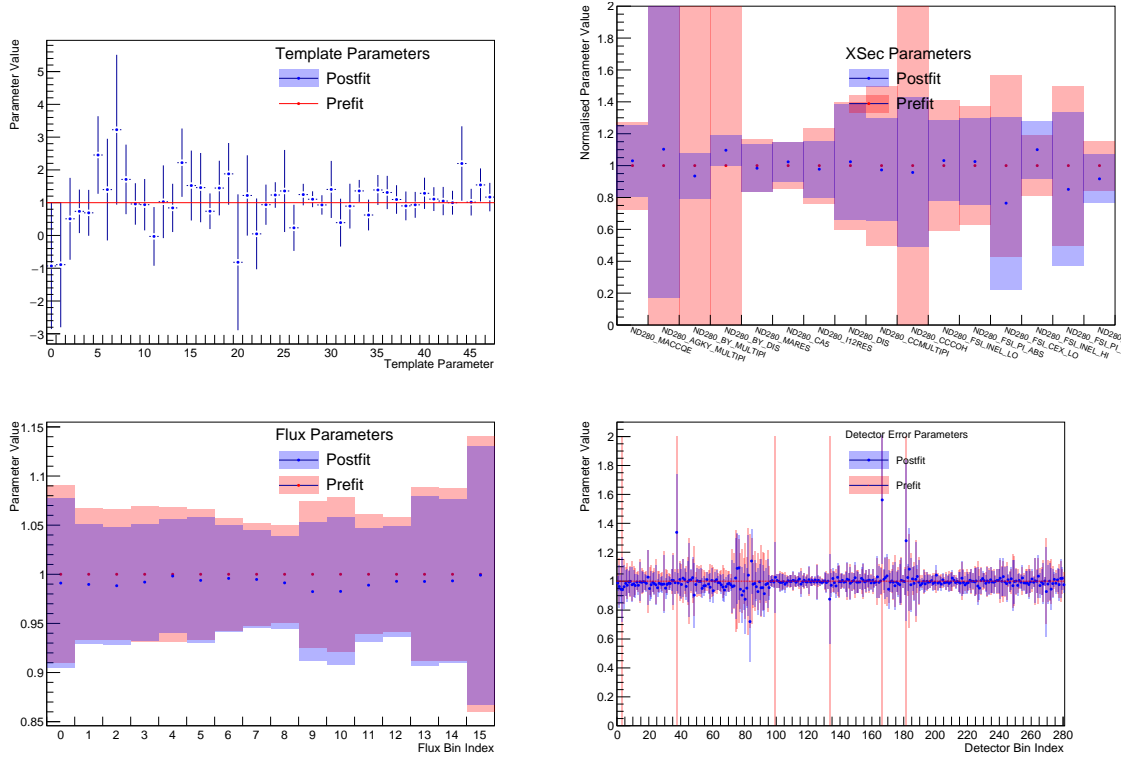 Template Parameters
Postfit
Prefit
Parameter Value
5
4
3
2
1
0
−1
−2
−3
0 5 10 15 20 25 30 35 40 45
Template Parameter
XSec Parameters
Postfit
Prefit
Normalised Parameter Value
2
1.8
1.6
1.4
1.2
1
0.8
0.6
0.4
0.2
0
ND280_MACCQE
ND280_AGKY_MULTIPI
ND280_BY_MULTIPI
ND280_BY_DIS
ND280_MARES
ND280_CA5
ND280_I12RES
ND280_DIS
ND280_CCMULTIPI
ND280_CCCOH
ND280_FSI_INEL_LO
ND280_FSI_PI_ABS
ND280_FSI_CEX_LO
ND280_FSI_INEL_HI
ND280_FSI_PI_
Flux Parameters
Postfit
Prefit
Parameter Value
1.15
1.1
1.05
1
0.95
0.9
0.85
0 1 2 3 4 5 6 7 8 9 10 11 12 13 14 15
Flux Bin Index
Detector Error Parameters
Postfit
Prefit
Parameter Value
2
1.8
1.6
1.4
1.2
1
0.8
0.6
0.4
0.2
0
0 20 40 60 80 100 120 140 160 180 200 220 240 260 280
Detector Bin Index